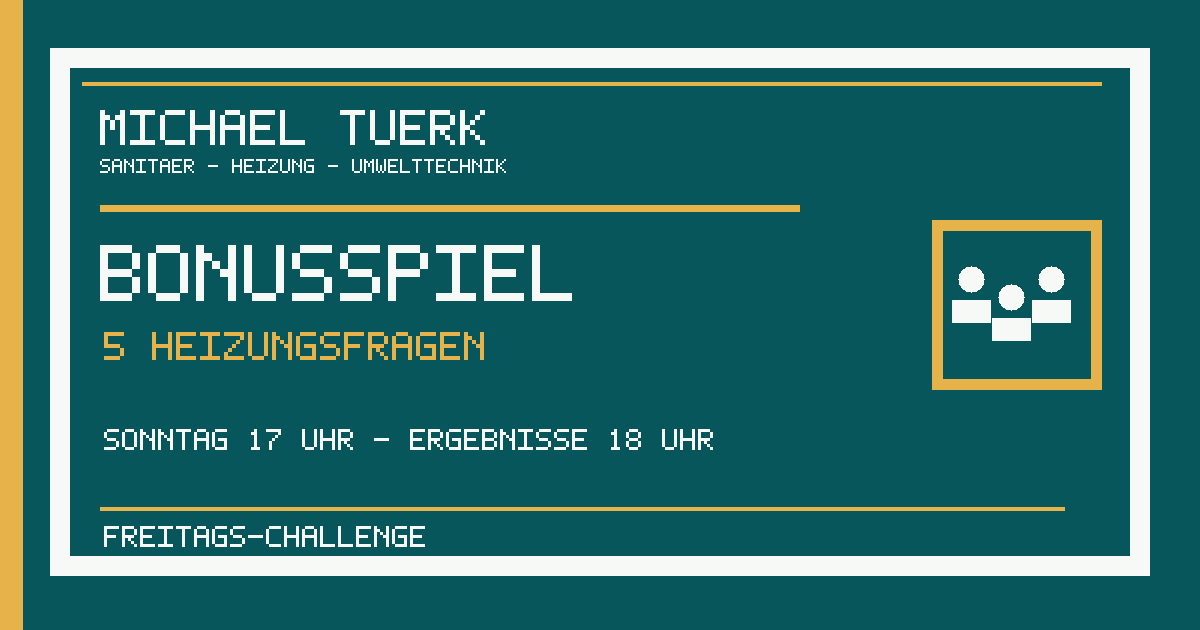 MICHAEL TUERK
SANITAER - HEIZUNG - UMWELTTECHNIK
BONUSSPIEL
5 HEIZUNGSFRAGEN
SONNTAG 17 UHR - ERGEBNISSE 18 UHR
FREITAGS-CHALLENGE